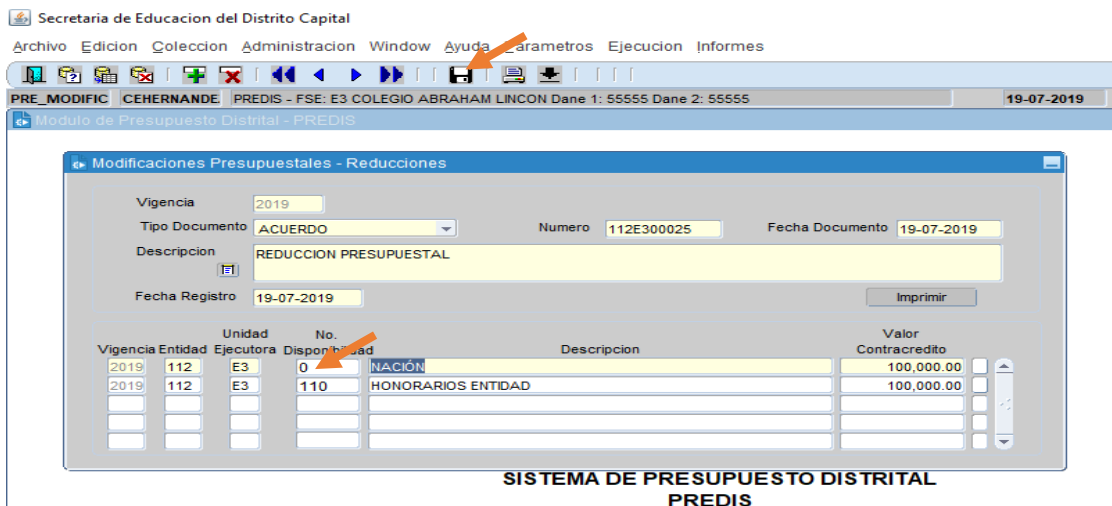 Secretaria de Educacion del Distrito Capital
Archivo Edicion Coleccion Administracion Window Ayuda Parametros Ejecucion Informes
PRE_MODIFIC CEHERNANDE PREDIS - FSE: E3 COLEGIO ABRAHAM LINCON Dane 1: 55555 Dane 2: 55555 19-07-2019
Modulo de Presupuesto Distrital - PREDIS
Modificaciones Presupuestales - Reducciones
Vigencia 2019
Tipo Documento ACUERDO Numero 112E300025 Fecha Documento 19-07-2019
Descripcion REDUCCION PRESUPUESTAL
Fecha Registro 19-07-2019 Imprimir
Unidad No. Valor
Vigencia Entidad Ejecutora Disponibilidad Descripcion Contracredito
2019 112 E3 0 NACIÓN 100,000.00
2019 112 E3 110 HONORARIOS ENTIDAD 100,000.00
SISTEMA DE PRESUPUESTO DISTRITAL
PREDIS